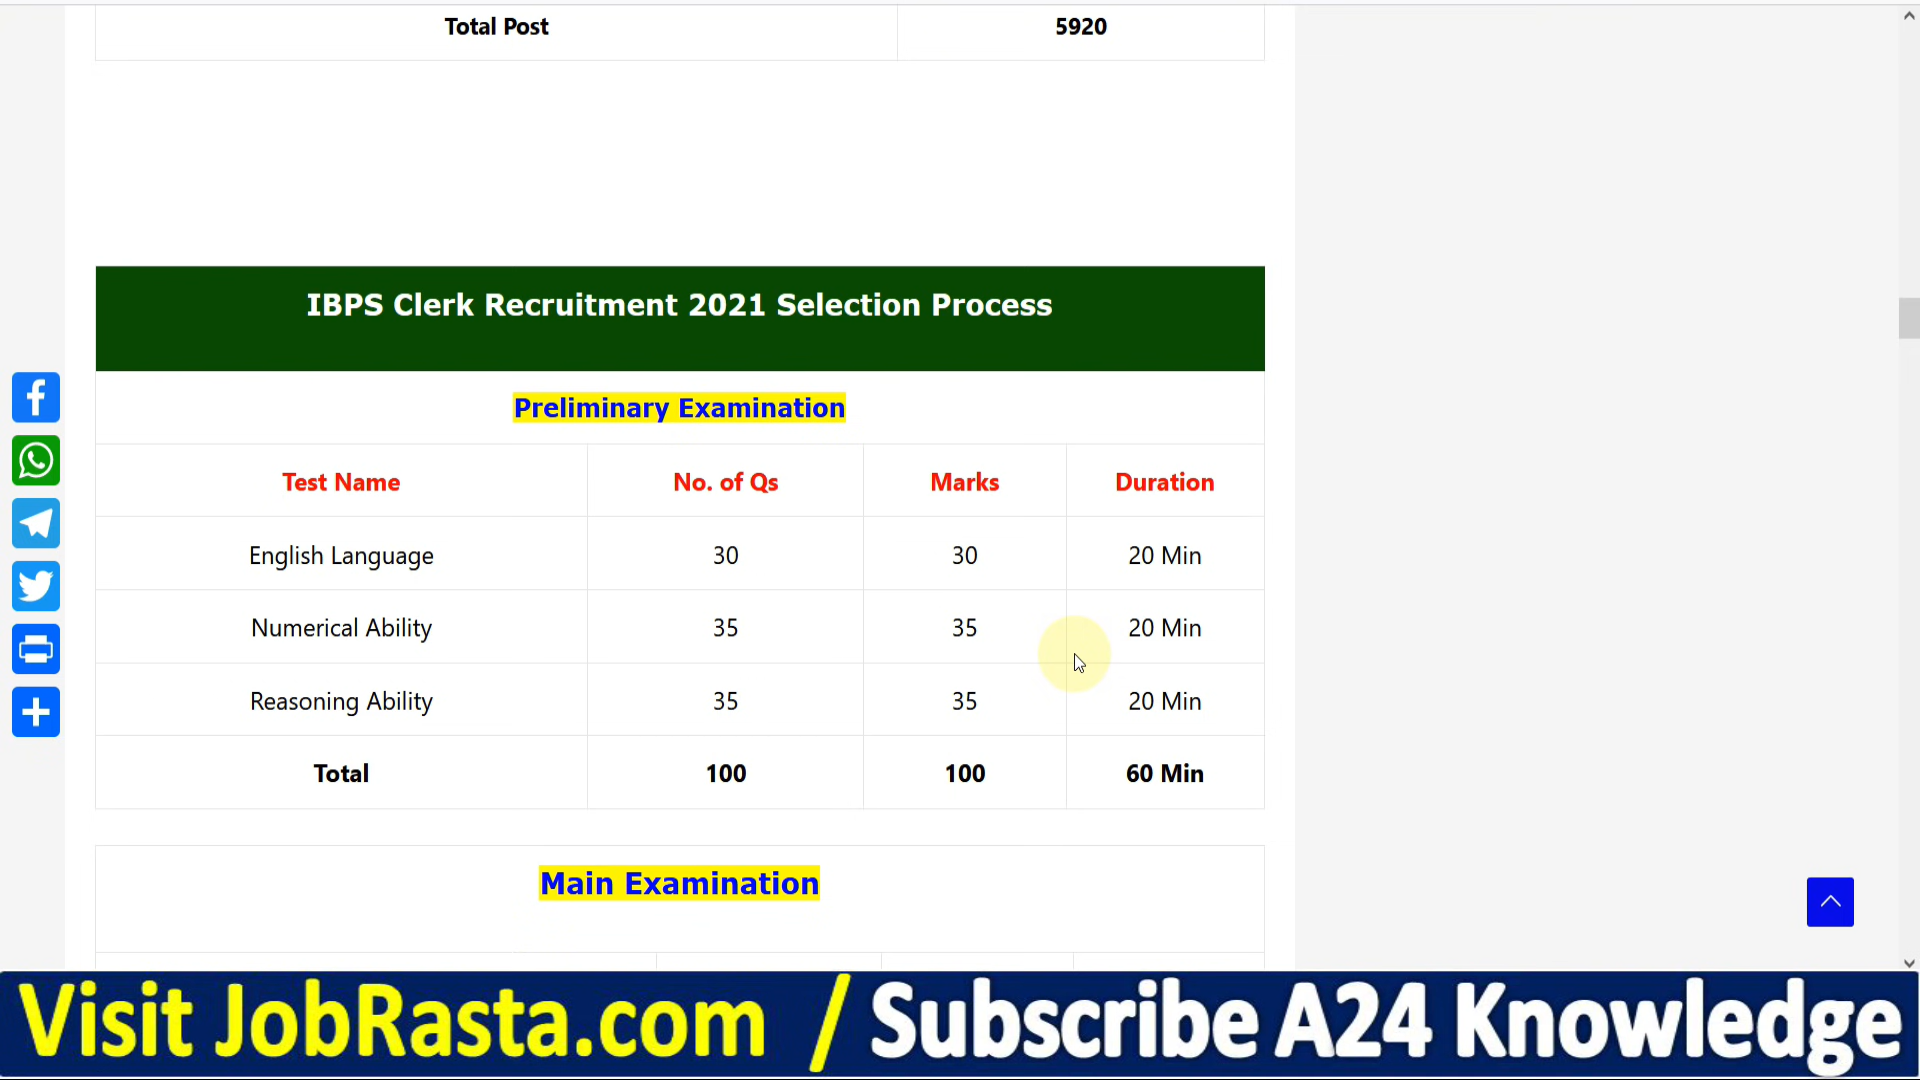 Total Post 5920
IBPS Clerk Recruitment 2021 Selection Process
Preliminary Examination
Test Name No. of Qs Marks Duration
English Language 30 30 20 Min
Numerical Ability 35 35 20 Min
Reasoning Ability 35 35 20 Min
Total 100 100 60 Min
Main Examination
Visit JobRasta.com / Subscribe A24 Knowledge